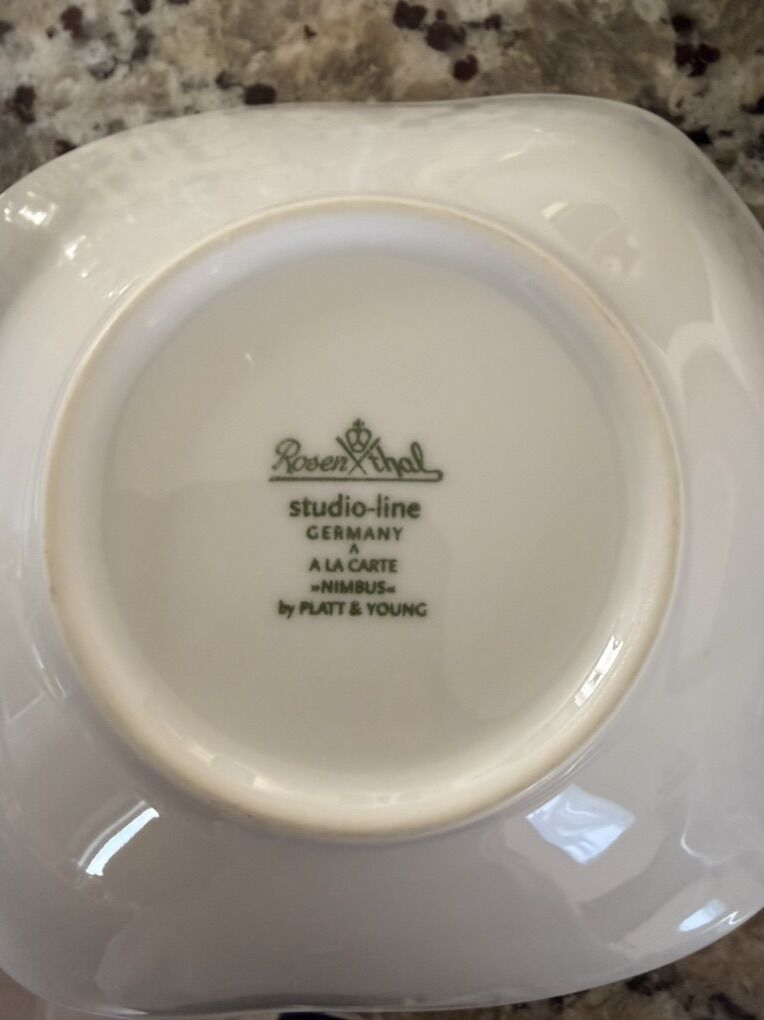 Rosenthal
studio-line
GERMANY
A LA CARTE
»NIMBUS«
by PLATT & YOUNG